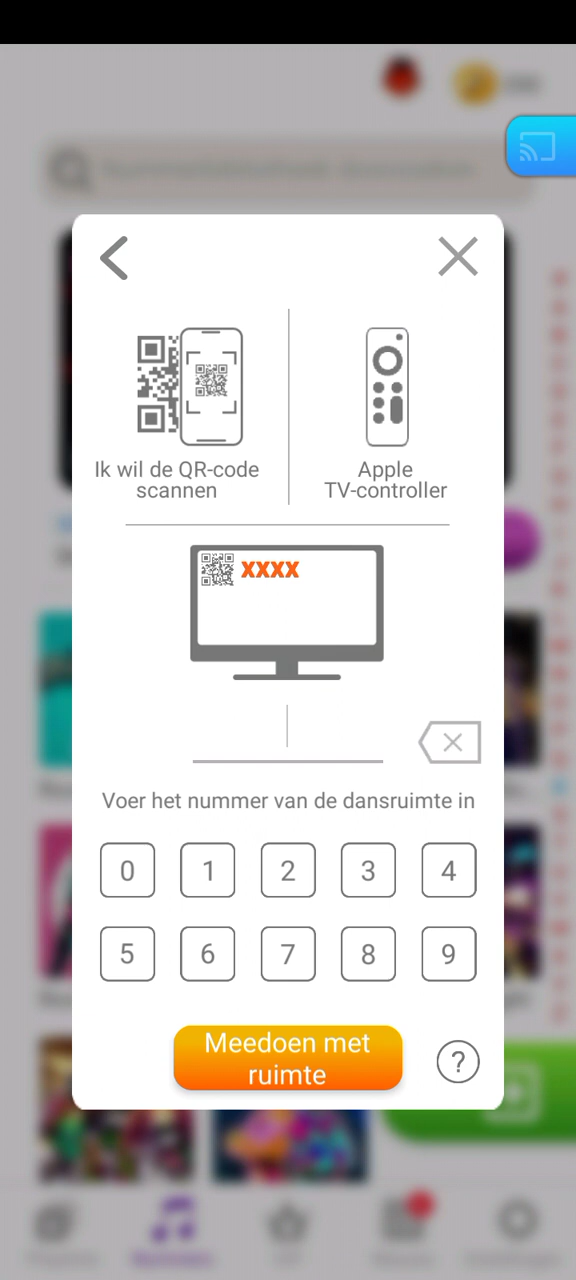 Ik wil de QR-code
scannen
Apple
TV-controller
XXXX
Voer het nummer van de dansruimte in
0 1 2 3 4
5 6 7 8 9
Meedoen met
ruimte
?